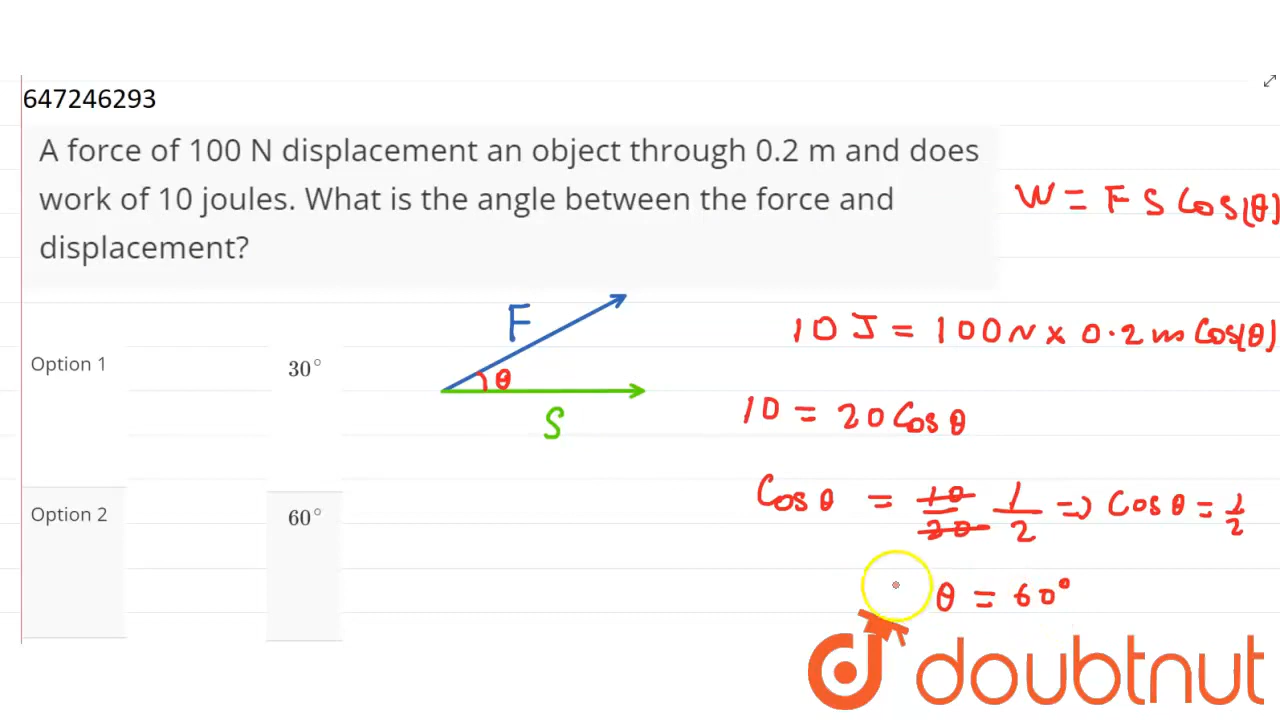 647246293
A force of 100 N displacement an object through 0.2 m and does
work of 10 joules. What is the angle between the force and
displacement?
W = F S Cos(θ)
F
θ
S
10 J = 100 N x 0.2 m Cos(θ)
Option 1
30°
10 = 20 Cos θ
Option 2
60°
Cos θ = 10/20 1/2 => Cos θ = 1/2
θ = 60°
doubtnut